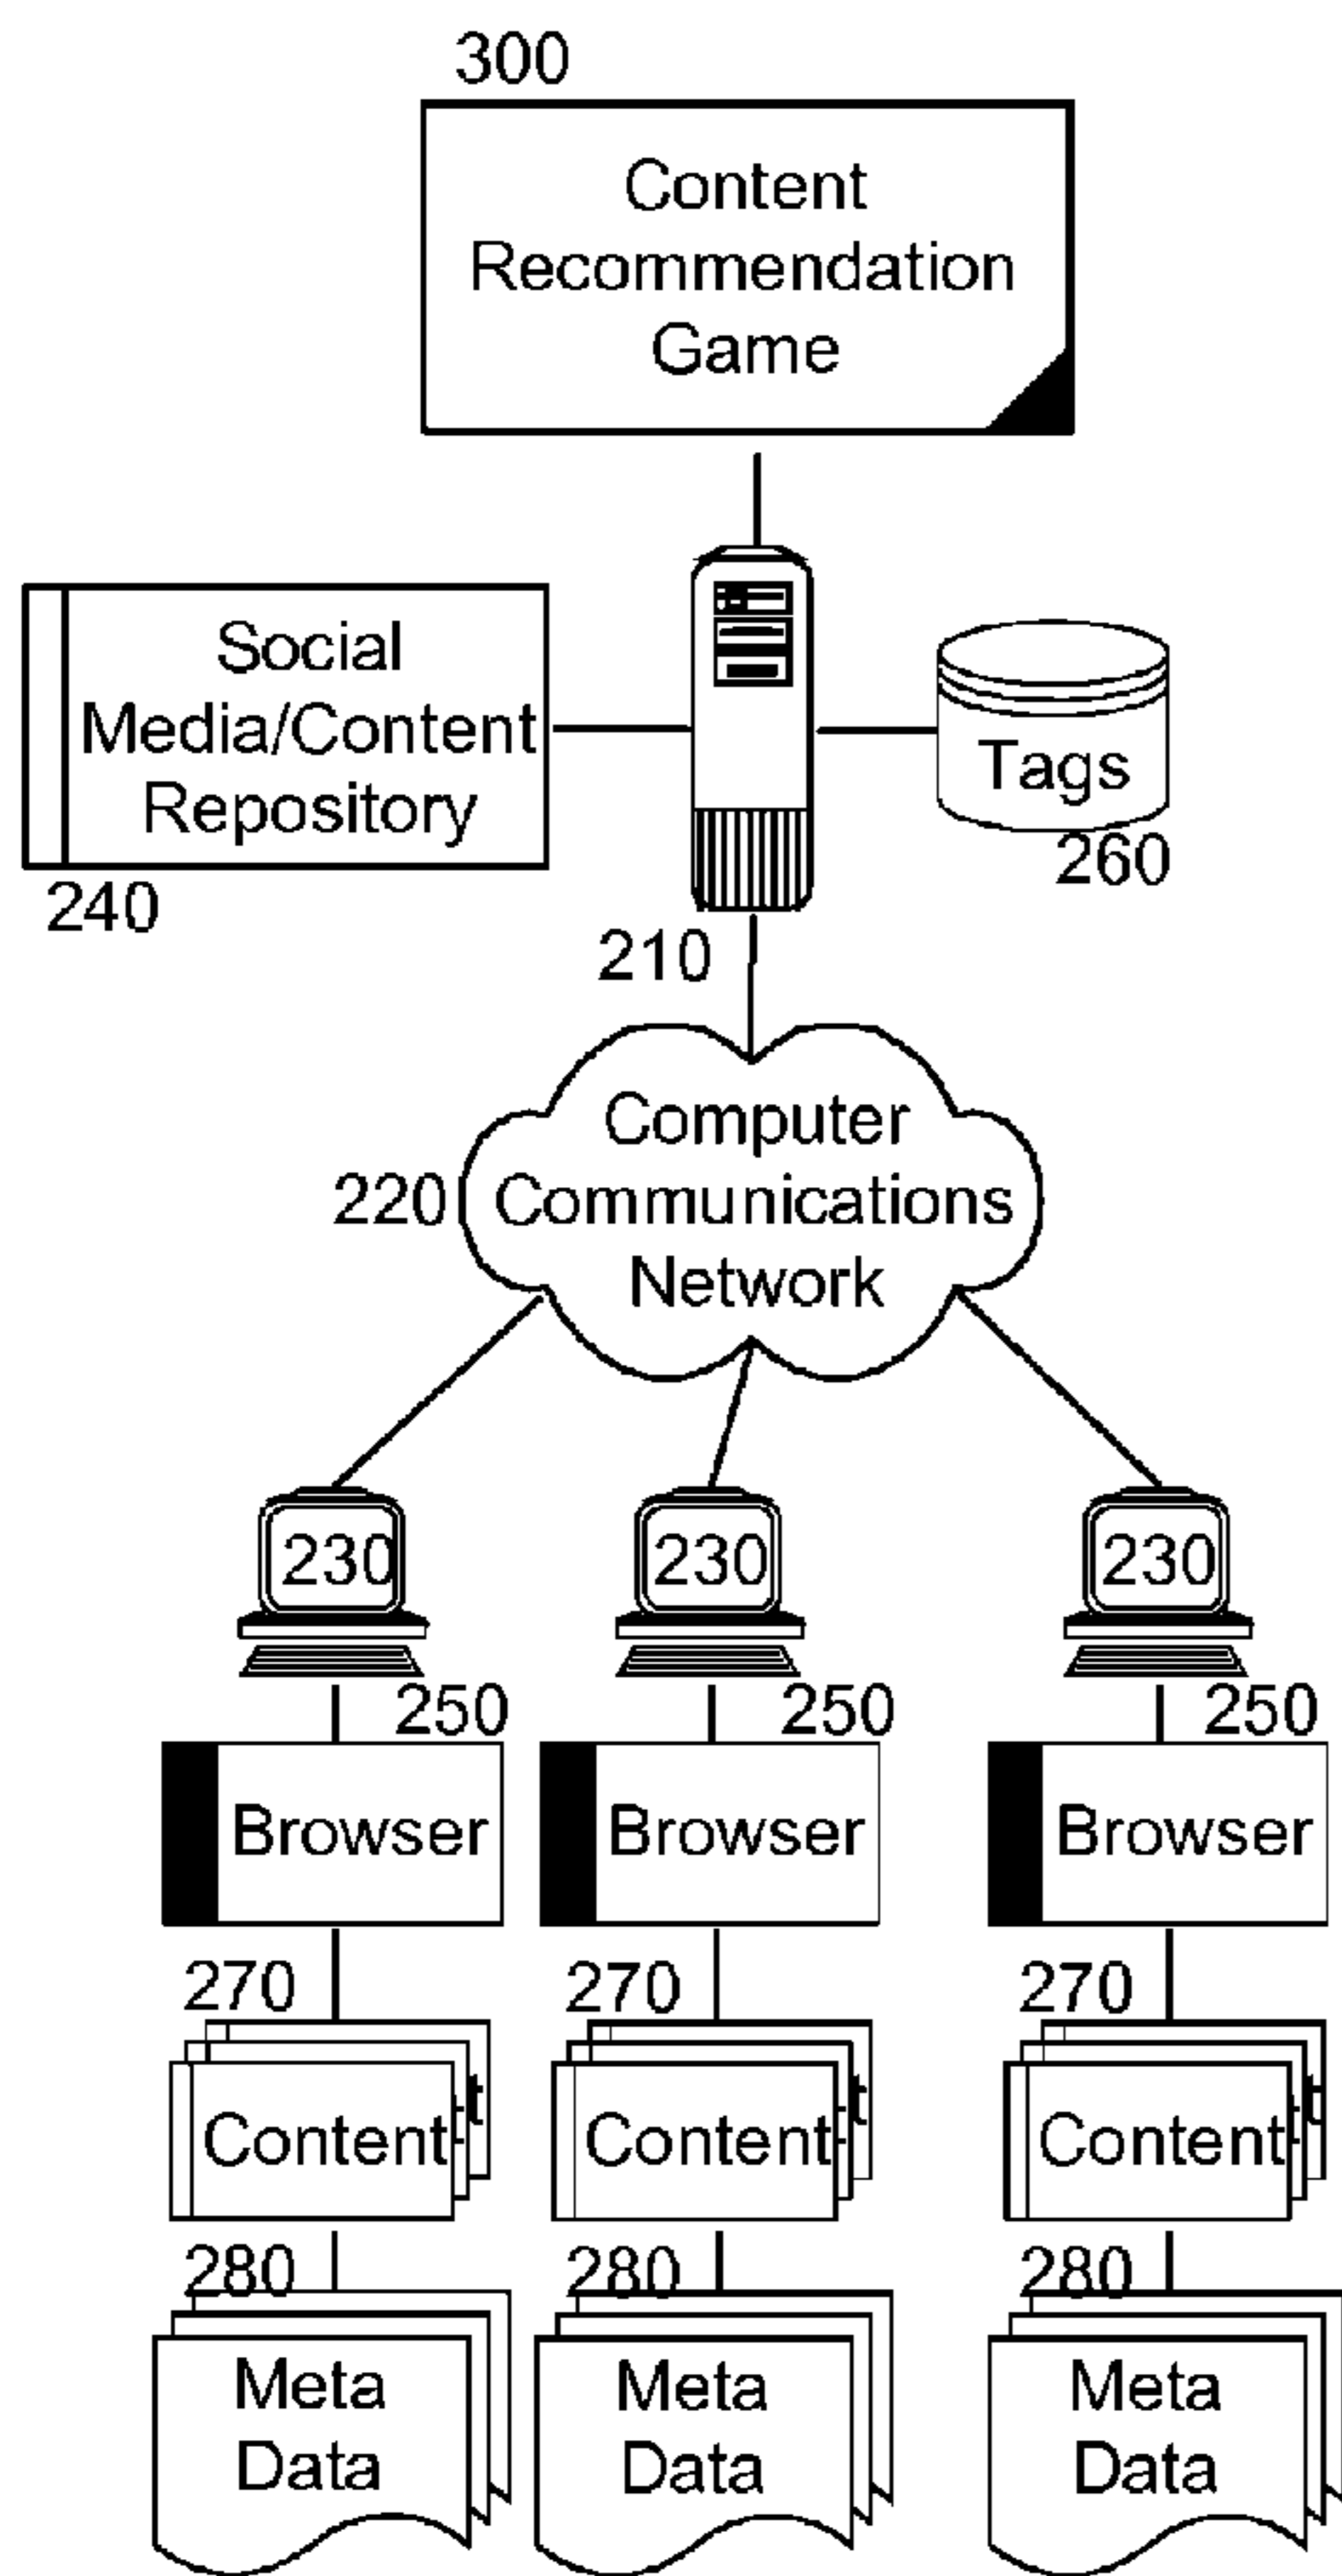 300
Content
Recommendation
Game
Social
Media/Content
Repository
240
Tags
260
210
Computer
Communications
Network
220
230 230 230
250 250 250
Browser Browser Browser
270 270 270
Content Content Content
t t t
280 280 280
Meta Meta Meta
Data Data Data